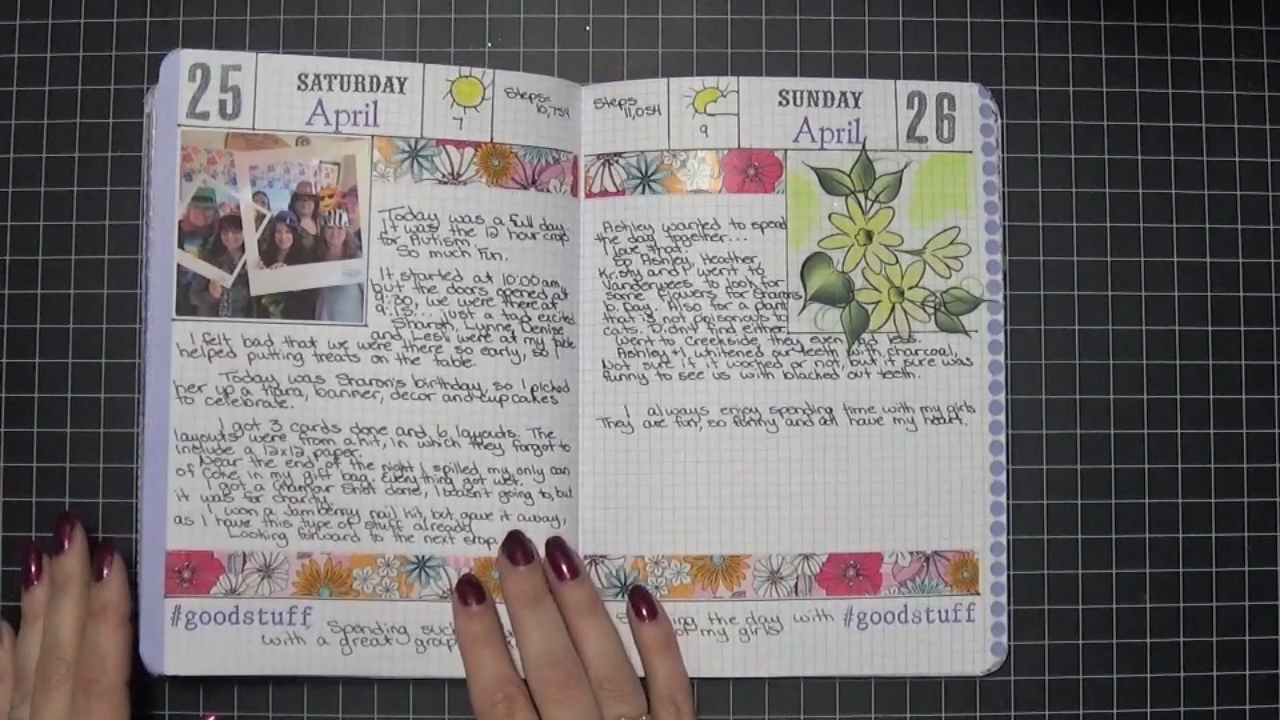 25
SATURDAY
April
7
Steps:
10,754
Today was a full day.
It was the 12 hour crop
for Autism.
So much fun.
It started at 10:00am,
but the doors opened at
9:30, we were there at
9:15... just a tad excited
Sharon, Lynne, Denise
and Lesli were at my table
I felt bad that we were there so early, so I
helped putting treats on the table.
Today was Sharon's birthday, so I picked
her up a tiara, banner, decor and cupcakes
to celebrate.
I got 3 cards done and 6 layouts. The
layouts were from a kit, in which they forgot to
include a 12x12 paper.
Near the end of the night I spilled my only can
of Coke in my gift bag. Everything got wet.
I got a glamour shot done, I wasn't going to, but
it was for charity.
I won a Jamberry nail kit, but gave it away,
as I have this type of stuff already
Looking forward to the next stop.
#goodstuff
Spending
with a great
Steps
11,054
9
SUNDAY
April
26
Ashley wanted to spend
the day together...
I love that.
So Ashley, Heather,
Kristy and I went to
Vanderwees to look for
some flowers for Sharons
b. day. Also for a plant
that is not poisonous to
cats. Didn't find either.
Went to Creekside, they even had less.
Ashley + I, whitened our teeth with charcoal,
Not sure if it worked or not, but it sure was
funny to see us with blacked out teeth.
I always enjoy spending time with my girls
They are fun, so funny and all have my heart.
the day with
my girls
#goodstuff